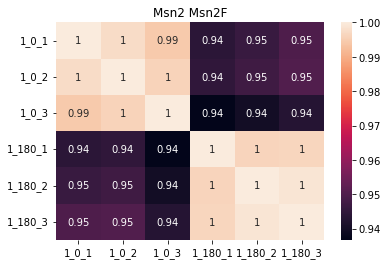 Msn2 Msn2F
1_0_1 1 1 0.99 0.94 0.95 0.95
1_0_2 1 1 1 0.94 0.95 0.95
1_0_3 0.99 1 1 0.94 0.94 0.94
1_180_1 0.94 0.94 0.94 1 1 1
1_180_2 0.95 0.95 0.94 1 1 1
1_180_3 0.95 0.95 0.94 1 1 1
1_0_1 1_0_2 1_0_3 1_180_1 1_180_2 1_180_3
1.00
0.99
0.98
0.97
0.96
0.95
0.94